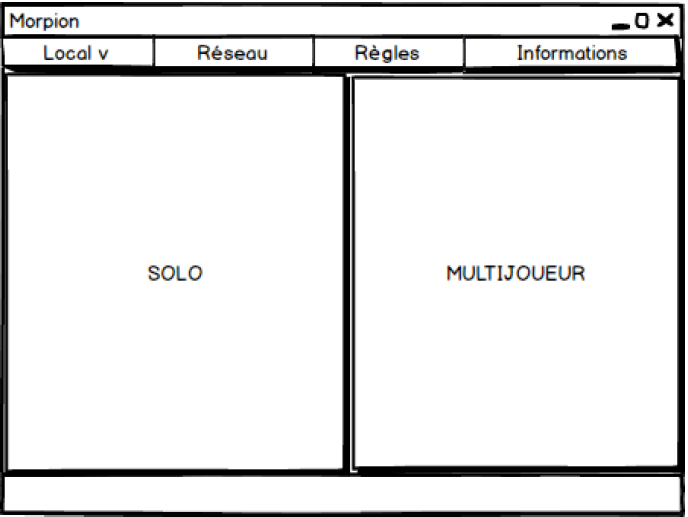 Morpion
Local v Réseau Règles Informations
SOLO MULTIJOUEUR